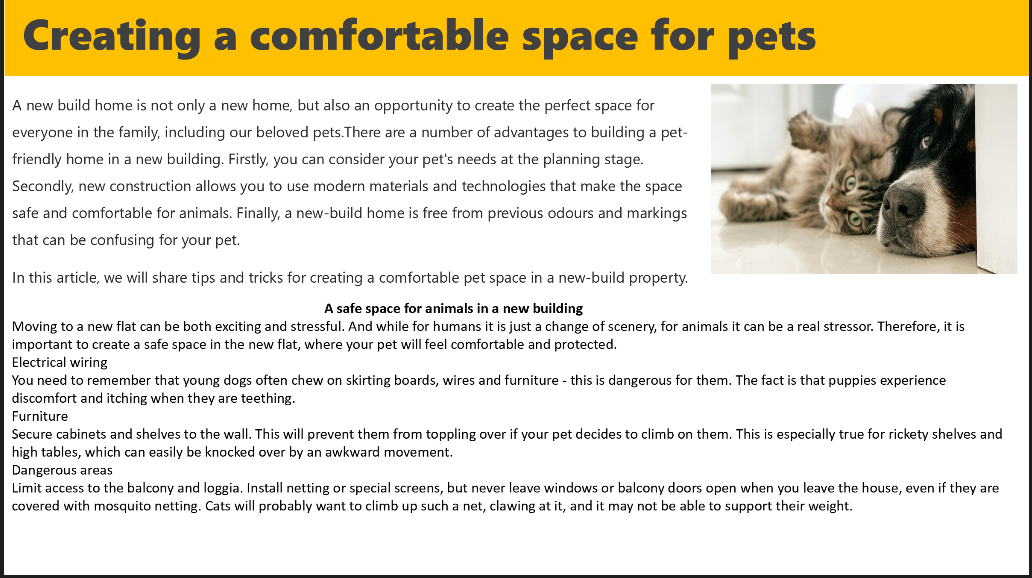 Creating a comfortable space for pets
A new build home is not only a new home, but also an opportunity to create the perfect space for
everyone in the family, including our beloved pets.There are a number of advantages to building a pet-
friendly home in a new building. Firstly, you can consider your pet's needs at the planning stage.
Secondly, new construction allows you to use modern materials and technologies that make the space
safe and comfortable for animals. Finally, a new-build home is free from previous odours and markings
that can be confusing for your pet.
In this article, we will share tips and tricks for creating a comfortable pet space in a new-build property.
A safe space for animals in a new building
Moving to a new flat can be both exciting and stressful. And while for humans it is just a change of scenery, for animals it can be a real stressor. Therefore, it is
important to create a safe space in the new flat, where your pet will feel comfortable and protected.
Electrical wiring
You need to remember that young dogs often chew on skirting boards, wires and furniture - this is dangerous for them. The fact is that puppies experience
discomfort and itching when they are teething.
Furniture
Secure cabinets and shelves to the wall. This will prevent them from toppling over if your pet decides to climb on them. This is especially true for rickety shelves and
high tables, which can easily be knocked over by an awkward movement.
Dangerous areas
Limit access to the balcony and loggia. Install netting or special screens, but never leave windows or balcony doors open when you leave the house, even if they are
covered with mosquito netting. Cats will probably want to climb up such a net, clawing at it, and it may not be able to support their weight.